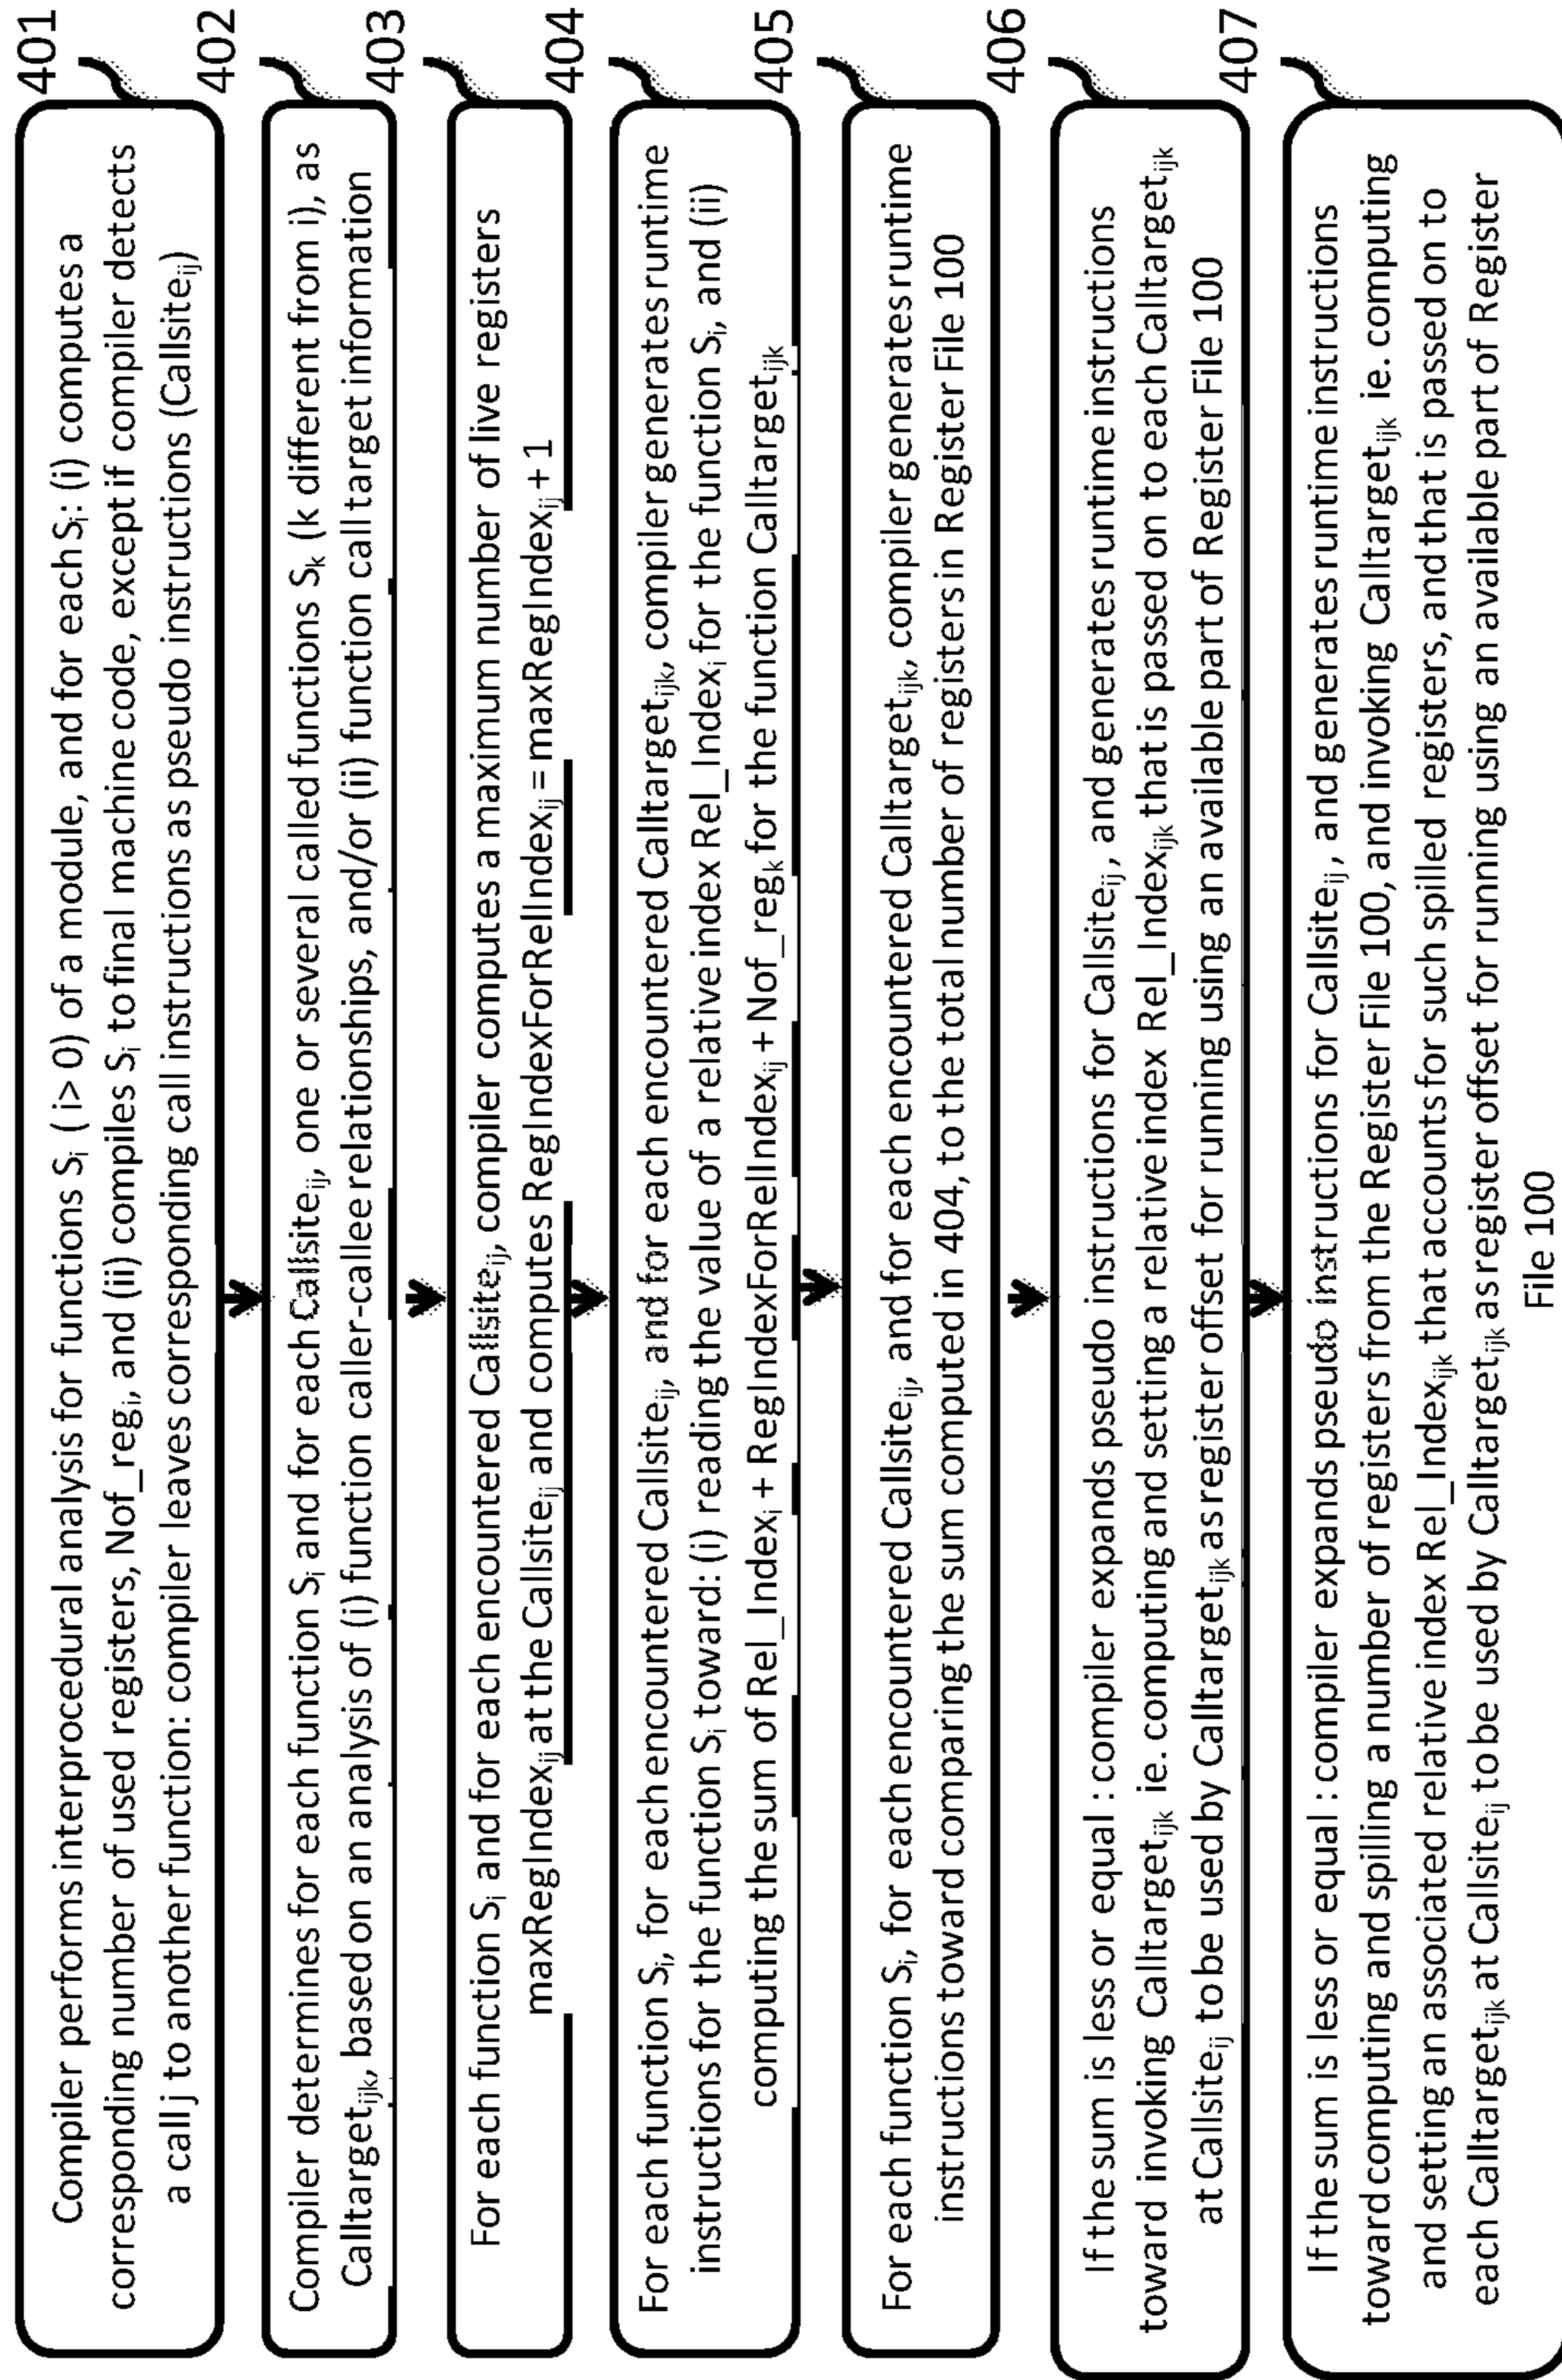 401
Compiler performs interprocedural analysis for functions Sᵢ ( i> 0) of a module, and for each Sᵢ: (i) computes a
corresponding number of used registers, Nof_regᵢ, and (ii) compiles Sᵢ to final machine code, except if compiler detects
a call j to another function: compiler leaves corresponding call instructions as pseudo instructions (Callsiteᵢⱼ)
402
Compiler determines for each function Sᵢ and for each Callsiteᵢⱼ, one or several called functions Sₖ (k different from i), as
Calltargetᵢⱼₖ, based on an analysis of (i) function caller-callee relationships, and/or (ii) function call target information
403
For each function Sᵢ and for each encountered Callsiteᵢⱼ, compiler computes a maximum number of live registers
maxRegIndexᵢⱼ at the Callsiteᵢⱼ and computes RegIndexForRelIndexᵢⱼ = maxRegIndexᵢⱼ + 1
404
For each function Sᵢ, for each encountered Callsiteᵢⱼ, and for each encountered Calltargetᵢⱼₖ, compiler generates runtime
instructions for the function Sᵢ toward: (i) reading the value of a relative index Rel_Indexᵢ for the function Sᵢ, and (ii)
computing the sum of Rel_Indexᵢ + RegIndexForRelIndexᵢⱼ + Nof_regₖ for the function Calltargetᵢⱼₖ
405
For each function Sᵢ, for each encountered Callsiteᵢⱼ, and for each encountered Calltargetᵢⱼₖ, compiler generates runtime
instructions toward comparing the sum computed in 404, to the total number of registers in Register File 100
406
If the sum is less or equal : compiler expands pseudo instructions for Callsiteᵢⱼ, and generates runtime instructions
toward invoking Calltargetᵢⱼₖ ie. computing and setting a relative index Rel_Indexᵢⱼₖ that is passed on to each Calltargetᵢⱼₖ
at Callsiteᵢⱼ to be used by Calltargetᵢⱼₖ as register offset for running using an available part of Register File 100
407
If the sum is less or equal : compiler expands pseudo instructions for Callsiteᵢⱼ, and generates runtime instructions
toward computing and spilling a number of registers from the Register File 100, and invoking Calltargetᵢⱼₖ ie. computing
and setting an associated relative index Rel_Indexᵢⱼₖ that accounts for such spilled registers, and that is passed on to
each Calltargetᵢⱼₖ at Callsiteᵢⱼ to be used by Calltargetᵢⱼₖ as register offset for running using an available part of Register
File 100